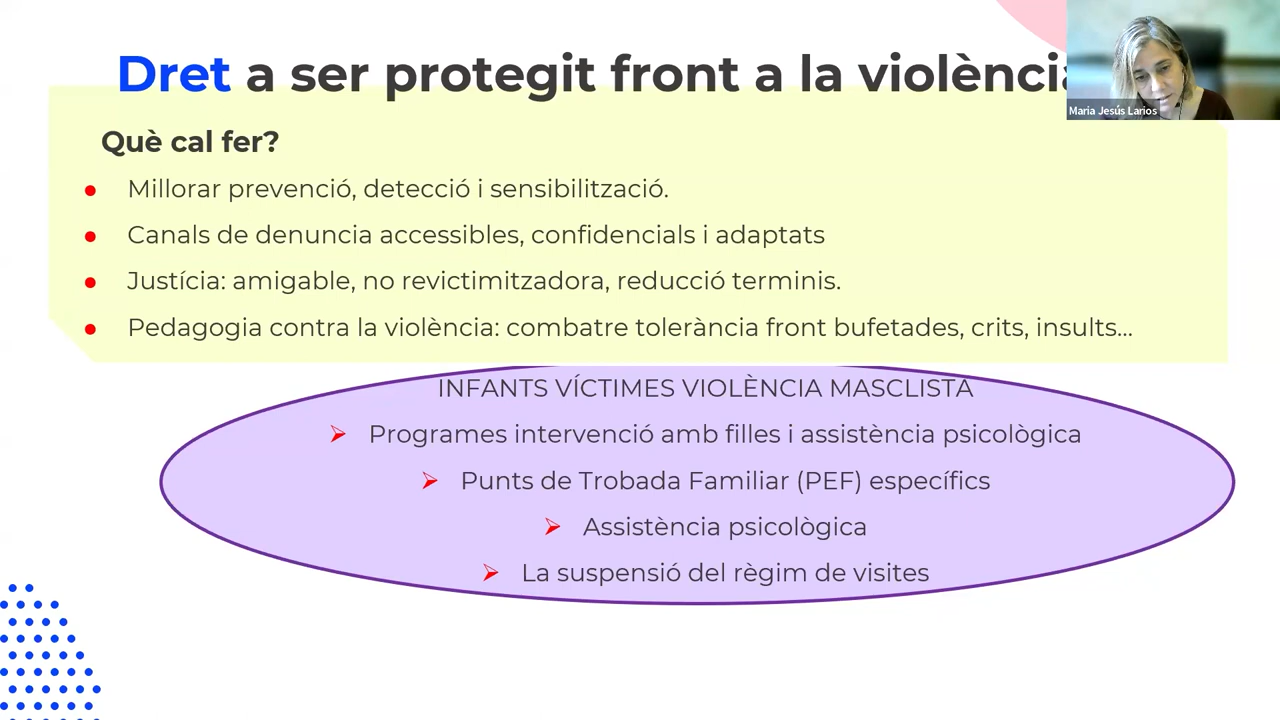 Dret a ser protegit front a la violència
Maria Jesús Larios
Què cal fer?
● Millorar prevenció, detecció i sensibilització.
● Canals de denuncia accessibles, confidencials i adaptats
● Justícia: amigable, no revictimitzadora, reducció terminis.
● Pedagogia contra la violència: combatre tolerància front bufetades, crits, insults...
INFANTS VÍCTIMES VIOLÈNCIA MASCLISTA
➢ Programes intervenció amb filles i assistència psicològica
➢ Punts de Trobada Familiar (PEF) específics
➢ Assistència psicològica
➢ La suspensió del règim de visites